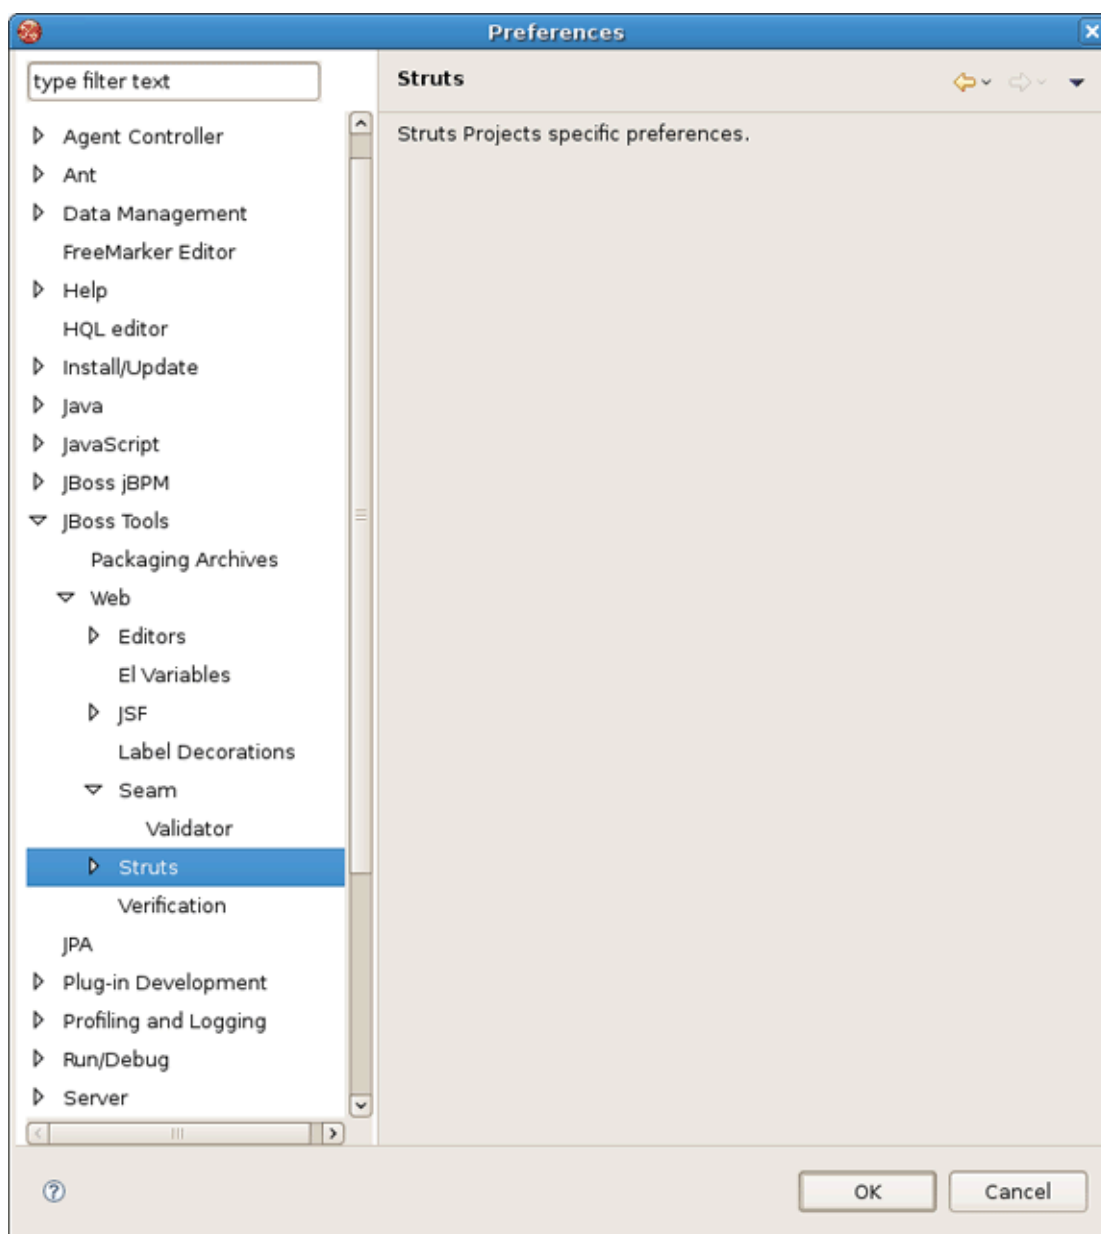 Preferences
type filter text
Agent Controller
Ant
Data Management
FreeMarker Editor
Help
HQL editor
Install/Update
Java
JavaScript
JBoss jBPM
JBoss Tools
Packaging Archives
Web
Editors
El Variables
JSF
Label Decorations
Seam
Validator
Struts
Verification
JPA
Plug-in Development
Profiling and Logging
Run/Debug
Server
Struts
Struts Projects specific preferences.
OK
Cancel